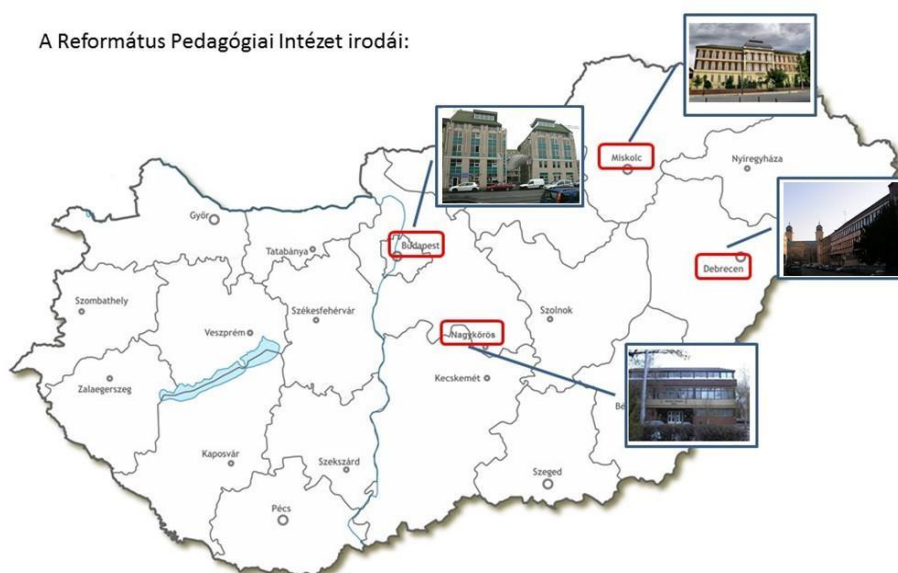 A Református Pedagógiai Intézet irodái:
Miskolc
Nyíregyháza
Győr
Budapest
Tatabánya
Debrecen
Szombathely
Székesfehérvár
Szolnok
Veszprém
Nagykőrös
Zalaegerszeg
Kecskemét
Kaposvár
Szekszárd
Szeged
Pécs